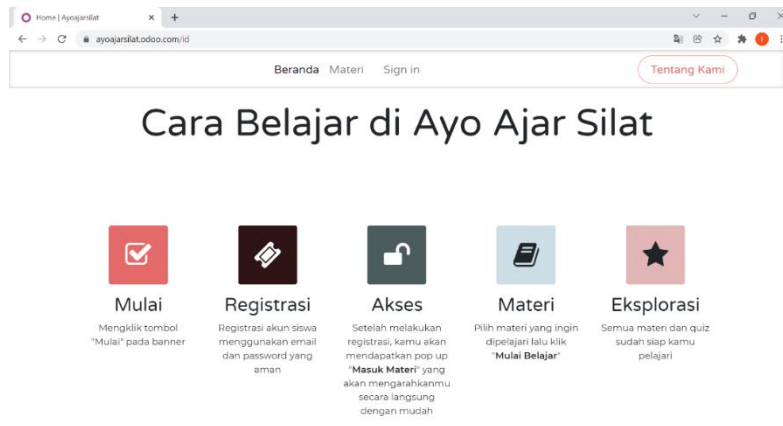 Home | Ayoajarsilat
ayoajarsilat.odoo.com/id
Beranda Materi Sign in Tentang Kami
Cara Belajar di Ayo Ajar Silat
Mulai
Mengklik tombol
"Mulai" pada banner
Registrasi
Registrasi akun siswa
menggunakan email
dan password yang
aman
Akses
Setelah melakukan
registrasi, kamu akan
mendapatkan pop up
"Masuk Materi" yang
akan mengarahkanmu
secara langsung
dengan mudah
Materi
Pilih materi yang ingin
dipelajari lalu klik
"Mulai Belajar"
Eksplorasi
Semua materi dan quiz
sudah siap kamu
pelajari